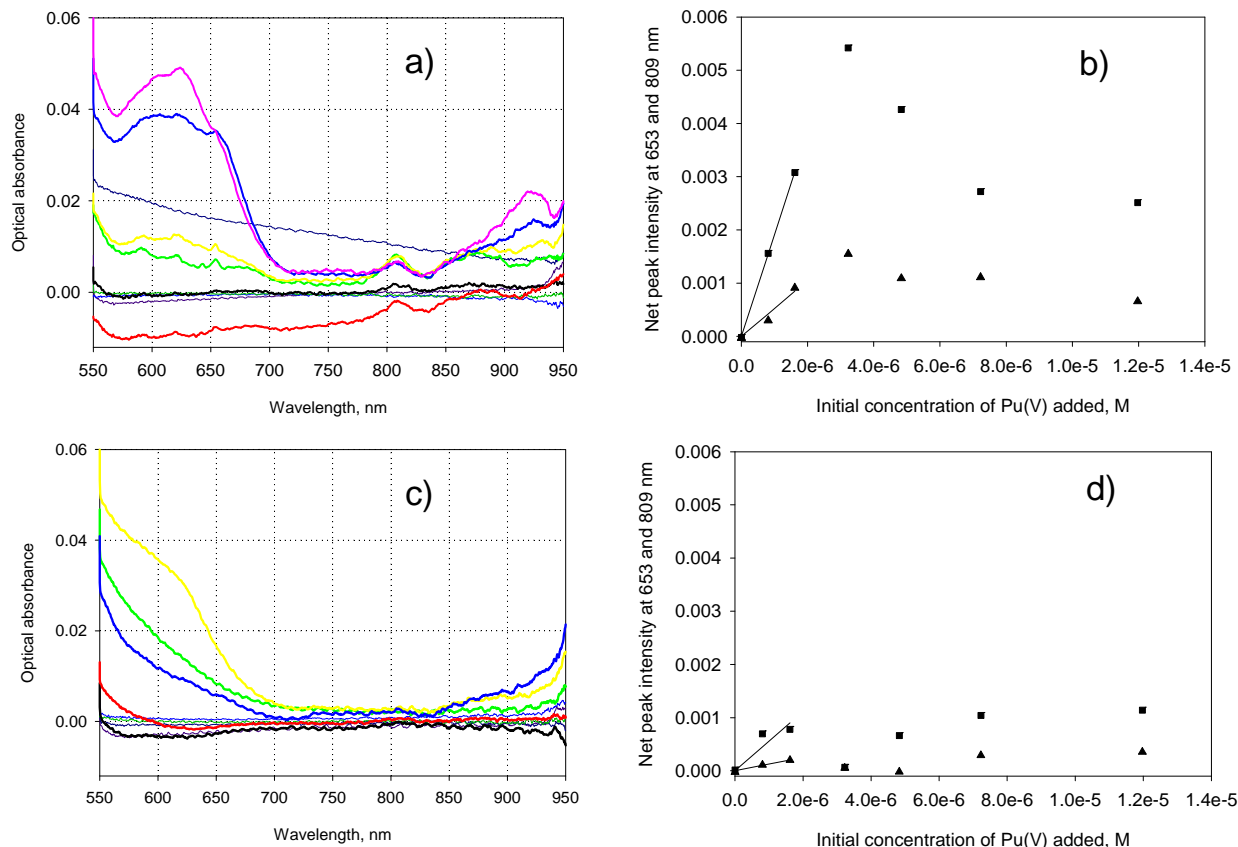 a)
Optical absorbance
0.06
0.04
0.02
0.00
550 600 650 700 750 800 850 900 950
Wavelength, nm
b)
Net peak intensity at 653 and 809 nm
0.006
0.005
0.004
0.003
0.002
0.001
0.000
0.0 2.0e-6 4.0e-6 6.0e-6 8.0e-6 1.0e-5 1.2e-5 1.4e-5
Initial concentration of Pu(V) added, M
c)
Optical absorbance
0.06
0.04
0.02
0.00
550 600 650 700 750 800 850 900 950
Wavelength, nm
d)
Net peak intensity at 653 and 809 nm
0.006
0.005
0.004
0.003
0.002
0.001
0.000
0.0 2.0e-6 4.0e-6 6.0e-6 8.0e-6 1.0e-5 1.2e-5 1.4e-5
Initial concentration of Pu(V) added, M